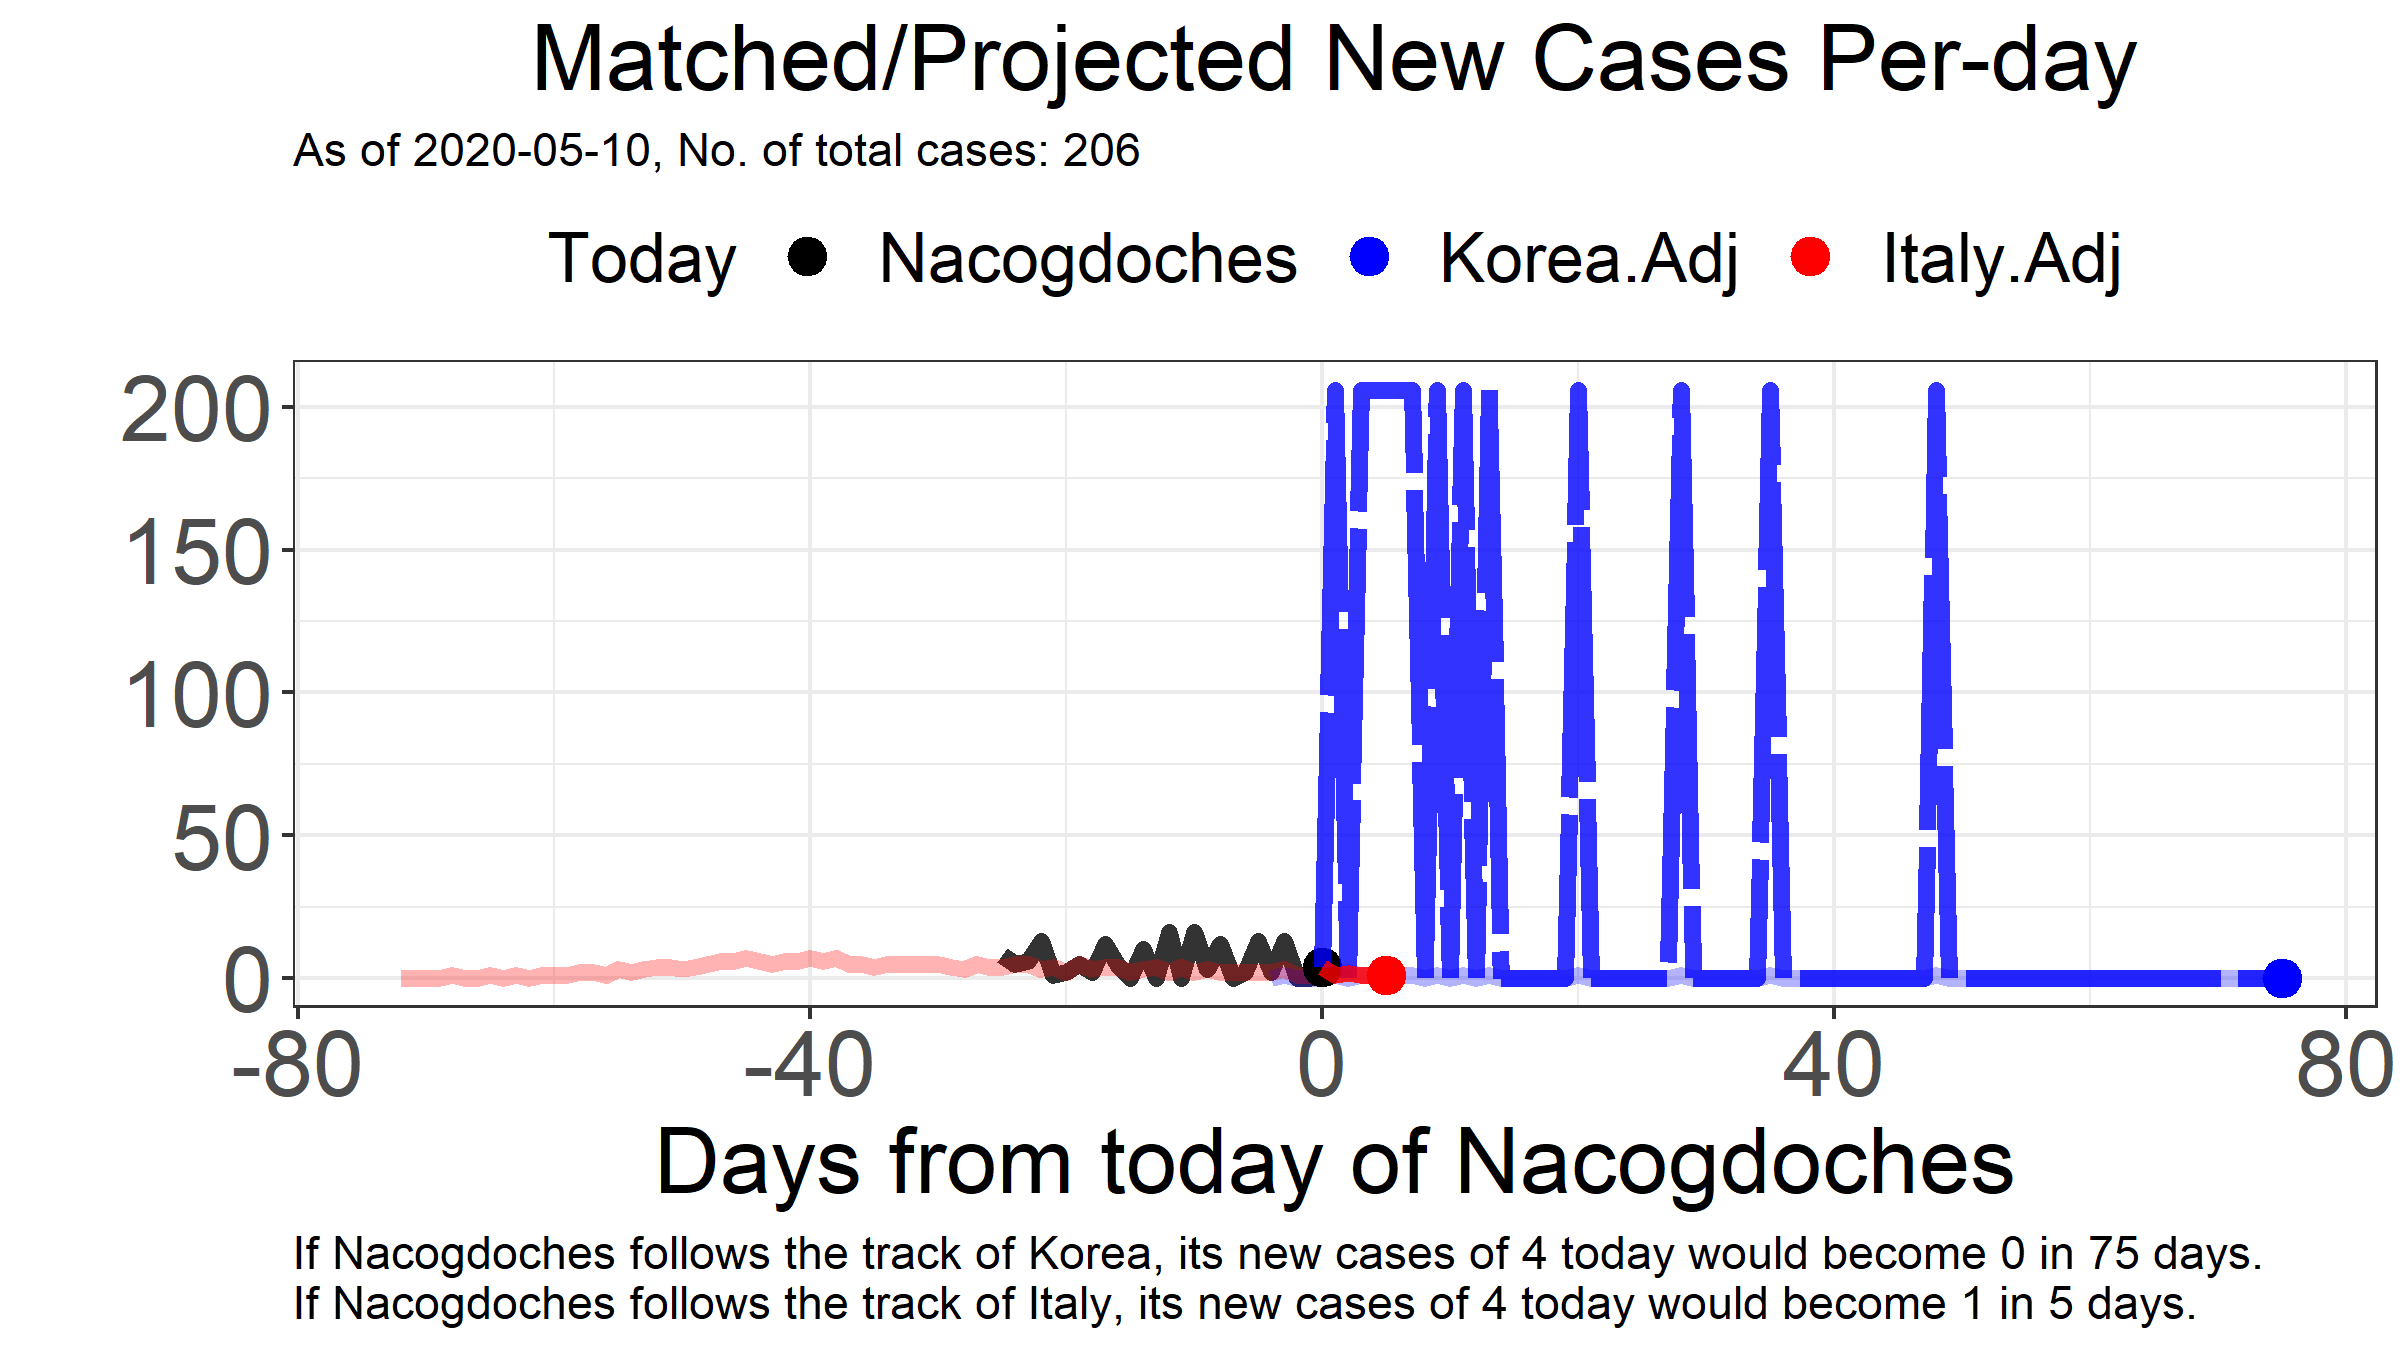 Matched/Projected New Cases Per-day
As of 2020-05-10, No. of total cases: 206
Today Nacogdoches Korea.Adj Italy.Adj
200
150
100
50
0
-80 -40 0 40 80
Days from today of Nacogdoches
If Nacogdoches follows the track of Korea, its new cases of 4 today would become 0 in 75 days.
If Nacogdoches follows the track of Italy, its new cases of 4 today would become 1 in 5 days.